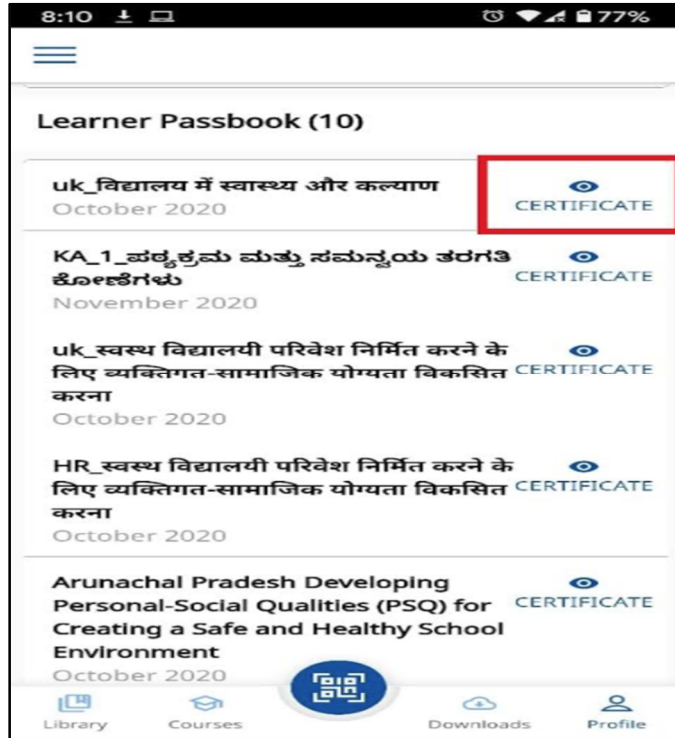 8:10 77%
Learner Passbook (10)
uk_विद्यालय में स्वास्थ्य और कल्याण
October 2020
CERTIFICATE
KA_1_ಪಠ್ಯಕ್ರಮ ಮತ್ತು ಸಮನ್ವಯ ತರಗತಿ
ಕೋಣೆಗಳು
November 2020
CERTIFICATE
uk_स्वस्थ विद्यालयी परिवेश निर्मित करने के
लिए व्यक्तिगत-सामाजिक योग्यता विकसित
करना
October 2020
CERTIFICATE
HR_स्वस्थ विद्यालयी परिवेश निर्मित करने के
लिए व्यक्तिगत-सामाजिक योग्यता विकसित
करना
October 2020
CERTIFICATE
Arunachal Pradesh Developing
Personal-Social Qualities (PSQ) for
Creating a Safe and Healthy School
Environment
October 2020
CERTIFICATE
Library Courses Downloads Profile